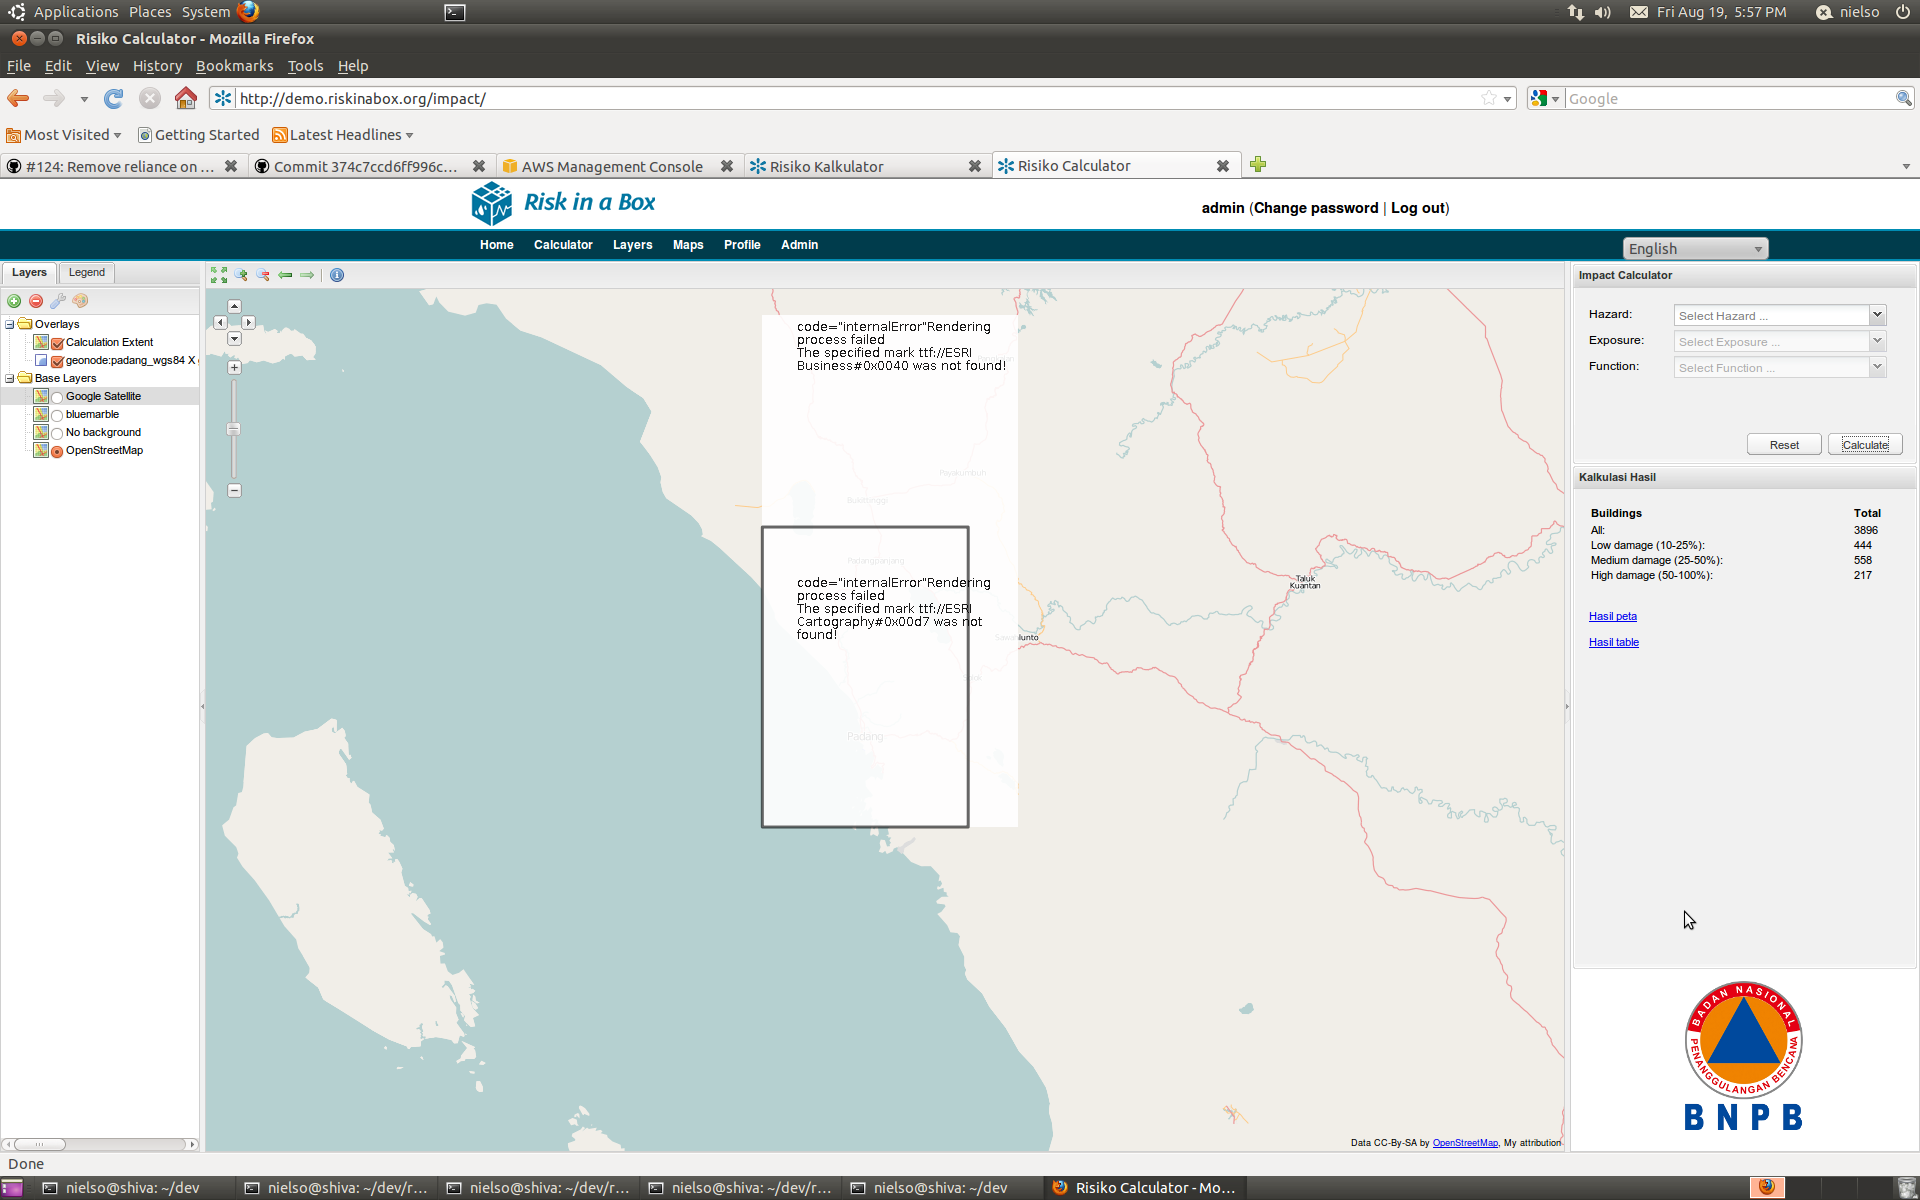 Applications Places System
Fri Aug 19, 5:57 PM
nielso
Risiko Calculator - Mozilla Firefox
File Edit View History Bookmarks Tools Help
http://demo.riskinabox.org/impact/
Google
Most Visited Getting Started Latest Headlines
#124: Remove reliance on ...
Commit 374c7ccd6ff996c...
AWS Management Console
Risiko Kalkulator
Risiko Calculator
Risk in a Box
admin (Change password | Log out)
Home Calculator Layers Maps Profile Admin
English
Layers Legend
Overlays
Calculation Extent
geonode:padang_wgs84 X
Base Layers
Google Satellite
bluemarble
No background
OpenStreetMap
code="internalError"Rendering
process failed
The specified mark ttf://ESRI
Business#0x0040 was not found!
Payakumbuh
Bukittinggi
Padangpanjang
code="internalError"Rendering
process failed
The specified mark ttf://ESRI
Cartography#0x00d7 was not
found!
Sawahlunto
Padang
Taluk
Kuantan
Data CC-By-SA by OpenStreetMap, My attribution
Impact Calculator
Hazard: Select Hazard ...
Exposure: Select Exposure ...
Function: Select Function ...
Reset Calculate
Kalkulasi Hasil
Buildings Total
All: 3896
Low damage (10-25%): 444
Medium damage (25-50%): 558
High damage (50-100%): 217
Hasil peta
Hasil table
BADAN NASIONAL
PENANGGULANGAN BENCANA
BNPB
Done
nielso@shiva: ~/dev
nielso@shiva: ~/dev/r...
nielso@shiva: ~/dev/r...
nielso@shiva: ~/dev/r...
nielso@shiva: ~/dev
Risiko Calculator - Mo...